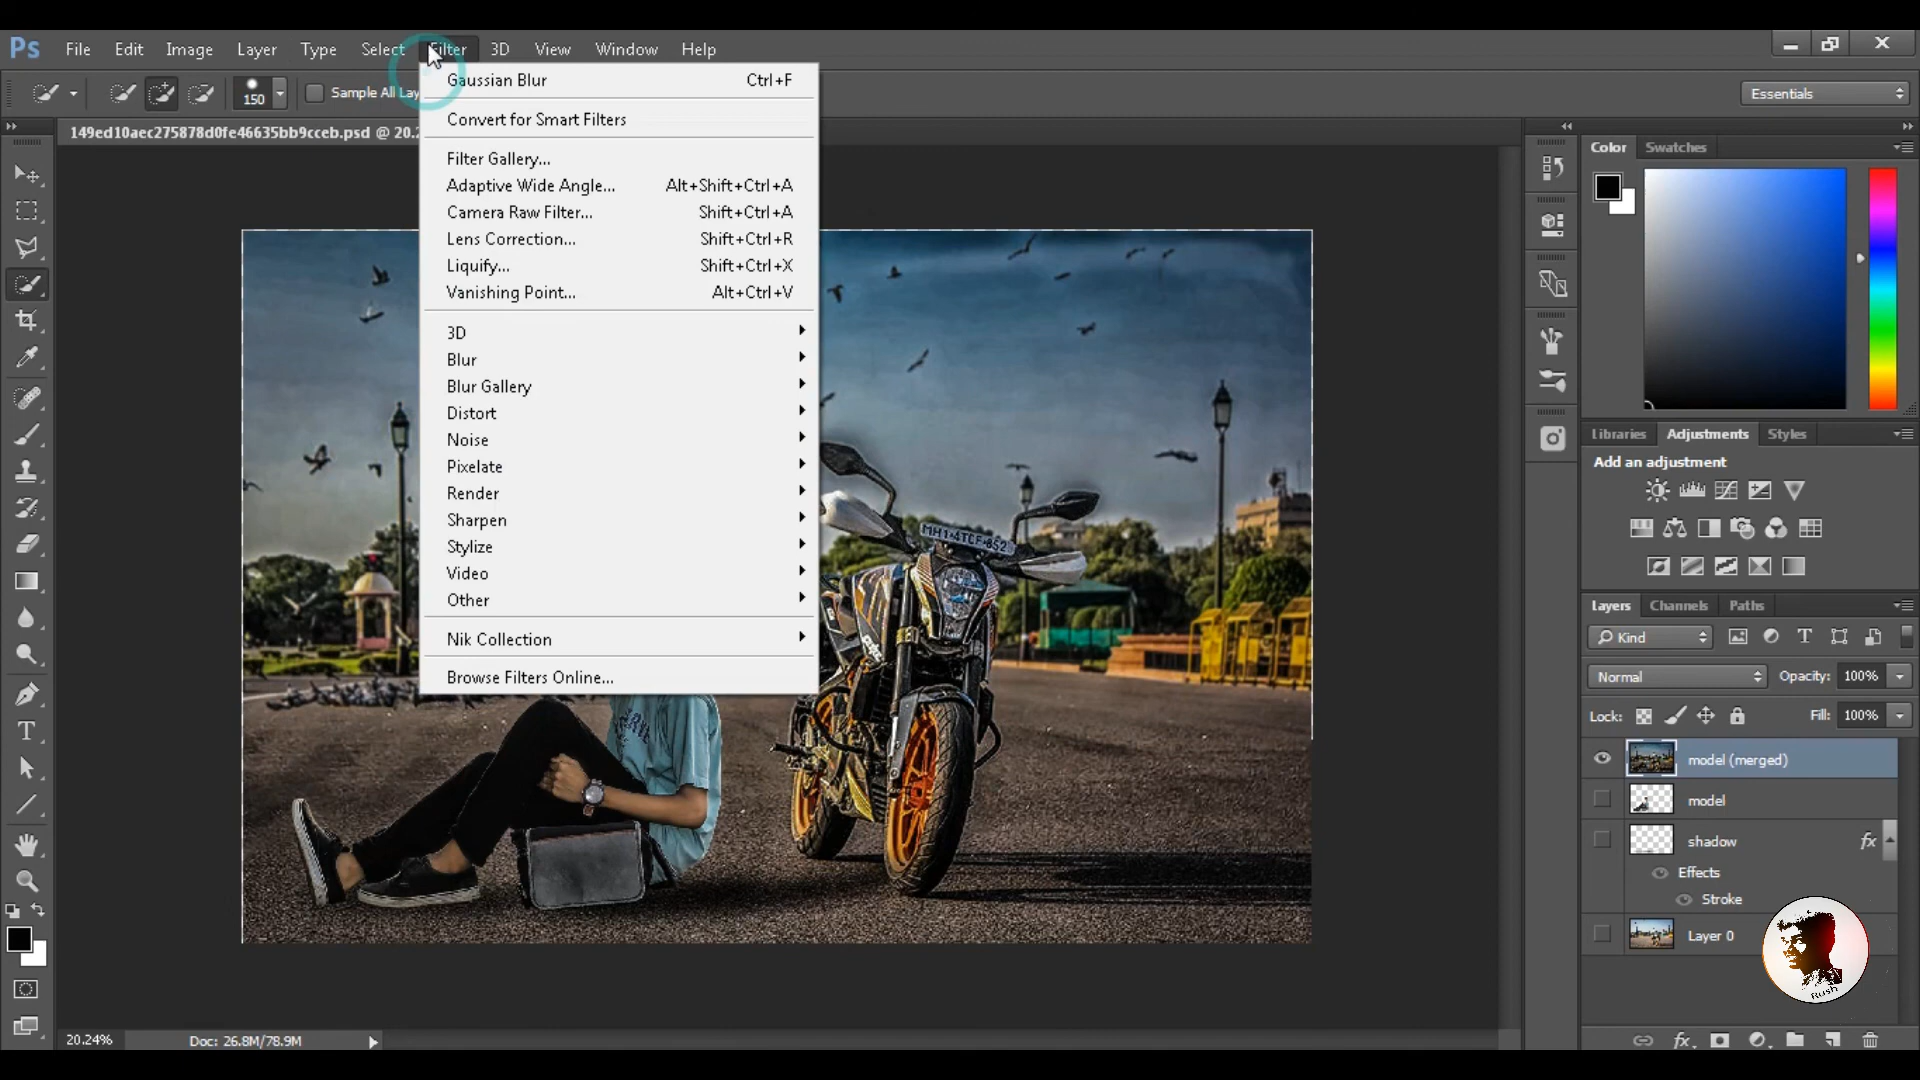 Ps File Edit Image Layer Type Select Filter 3D View Window Help
150 Sample All Lay
Essentials
149ed10aec275878d0fe46635bb9cceb.psd @ 20.2
Gaussian Blur Ctrl+F
Convert for Smart Filters
Filter Gallery...
Adaptive Wide Angle... Alt+Shift+Ctrl+A
Camera Raw Filter... Shift+Ctrl+A
Lens Correction... Shift+Ctrl+R
Liquify... Shift+Ctrl+X
Vanishing Point... Alt+Ctrl+V
3D
Blur
Blur Gallery
Distort
Noise
Pixelate
Render
Sharpen
Stylize
Video
Other
Nik Collection
Browse Filters Online...
Color Swatches
Libraries Adjustments Styles
Add an adjustment
Layers Channels Paths
Kind
Normal Opacity: 100%
Lock: Fill: 100%
model (merged)
model
shadow fx
Effects
Stroke
Layer 0
Rush
20.24% Doc: 26.8M/78.9M
fx